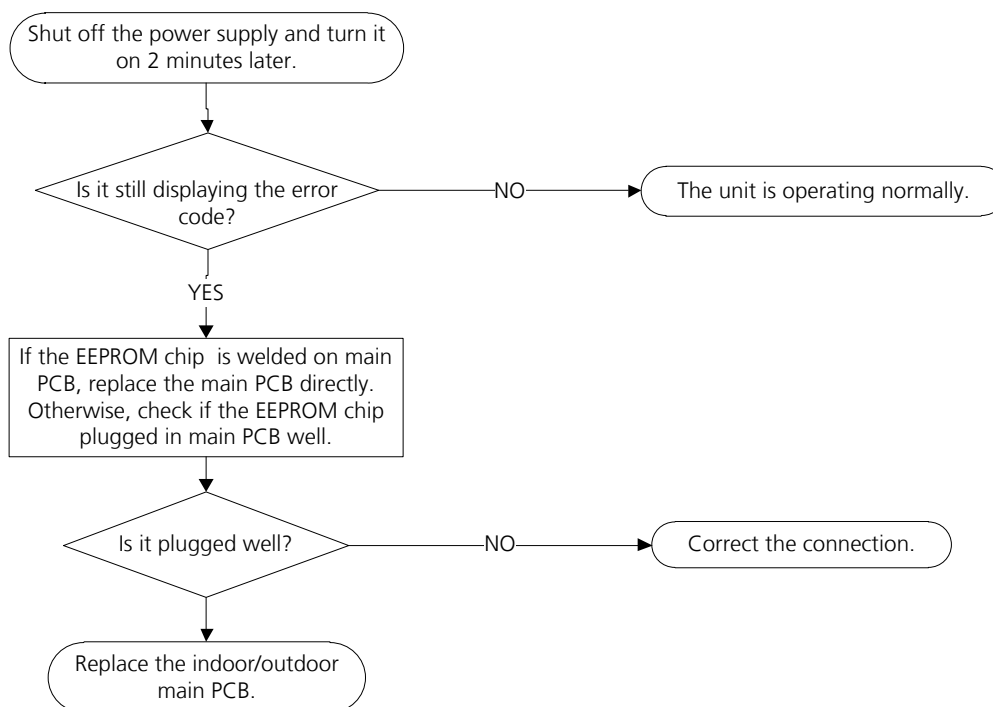 Shut off the power supply and turn it
on 2 minutes later.
Is it still displaying the error
code?
NO
The unit is operating normally.
YES
If the EEPROM chip  is welded on main
PCB, replace the main PCB directly.
Otherwise, check if the EEPROM chip
plugged in main PCB well.
Is it plugged well?
NO
Correct the connection.
Replace the indoor/outdoor
main PCB.